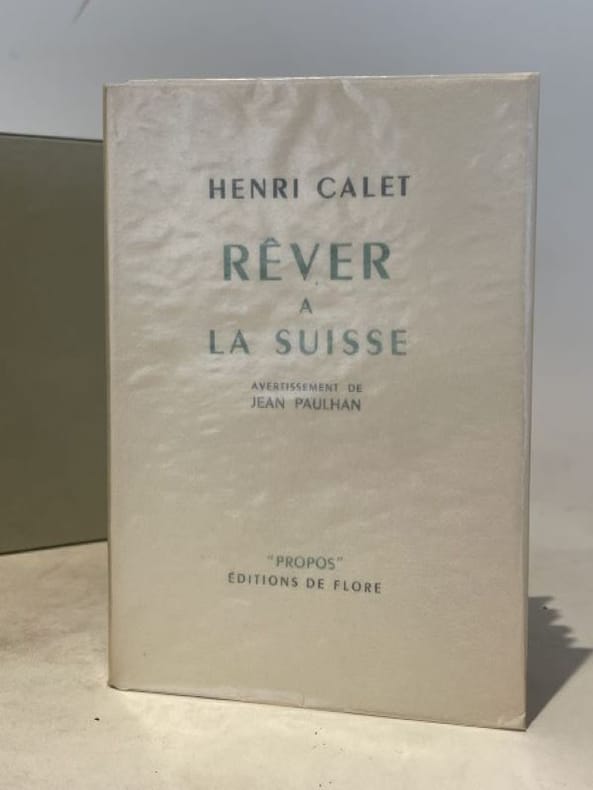 HENRI CALET
RÊVER
A
LA SUISSE
AVERTISSEMENT DE
JEAN PAULHAN
"PROPOS"
ÉDITIONS DE FLORE